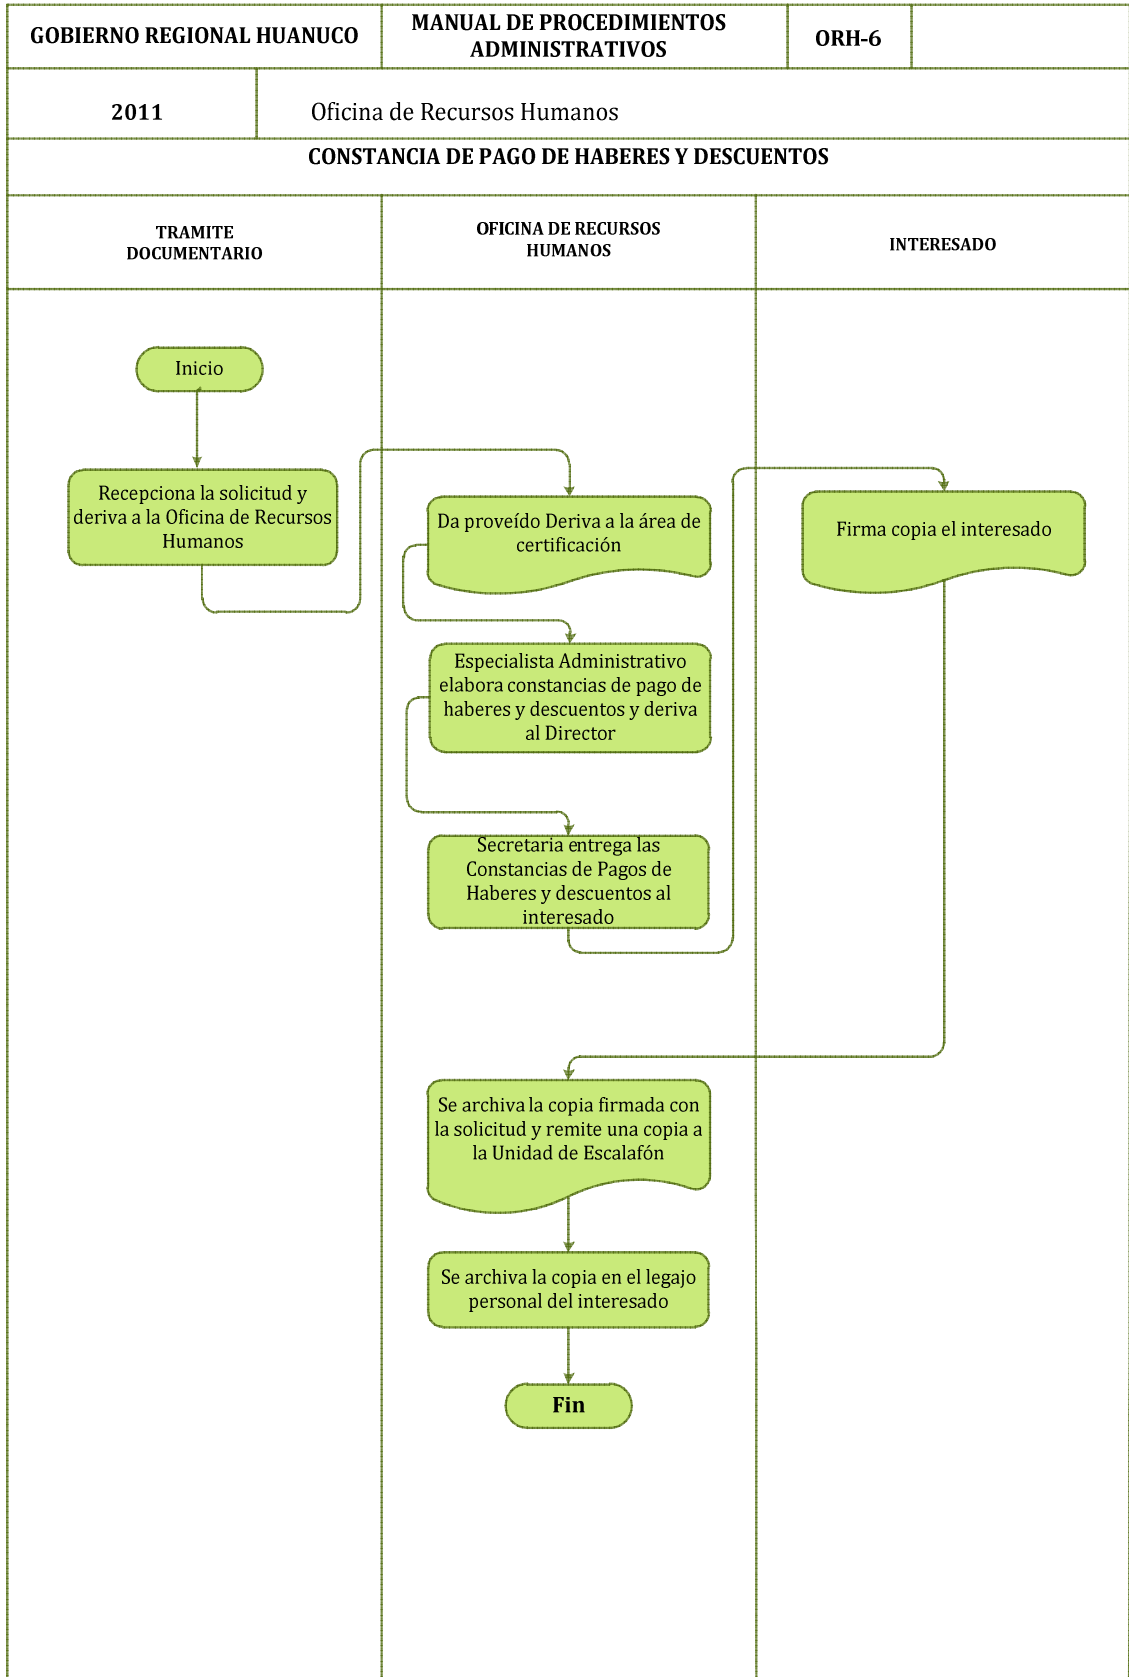 GOBIERNO REGIONAL HUANUCO
MANUAL DE PROCEDIMIENTOS
ADMINISTRATIVOS
ORH-6
2011
Oficina de Recursos Humanos
CONSTANCIA DE PAGO DE HABERES Y DESCUENTOS
TRAMITE
DOCUMENTARIO
OFICINA DE RECURSOS
HUMANOS
INTERESADO
Inicio
Recepciona la solicitud y
deriva a la Oficina de Recursos
Humanos
Da proveído Deriva a la área de
certificación
Firma copia el interesado
Especialista Administrativo
elabora constancias de pago de
haberes y descuentos y deriva
al Director
Secretaria entrega las
Constancias de Pagos de
Haberes y descuentos al
interesado
Se archiva la copia firmada con
la solicitud y remite una copia a
la Unidad de Escalafón
Se archiva la copia en el legajo
personal del interesado
Fin